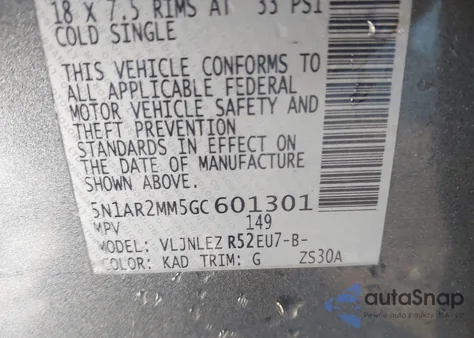 18 X 7.5 RIMS AT 33 PSI
COLD SINGLE
THIS VEHICLE CONFORMS TO
ALL APPLICABLE FEDERAL
MOTOR VEHICLE SAFETY AND
THEFT PREVENTION
STANDARDS IN EFFECT ON
THE DATE OF MANUFACTURE
SHOWN ABOVE.
5N1AR2MM5GC601301
MPV 149
MODEL: VLJNLEZ R52EU7-B-
COLOR: KAD TRIM: G ZS30A
autoSnap